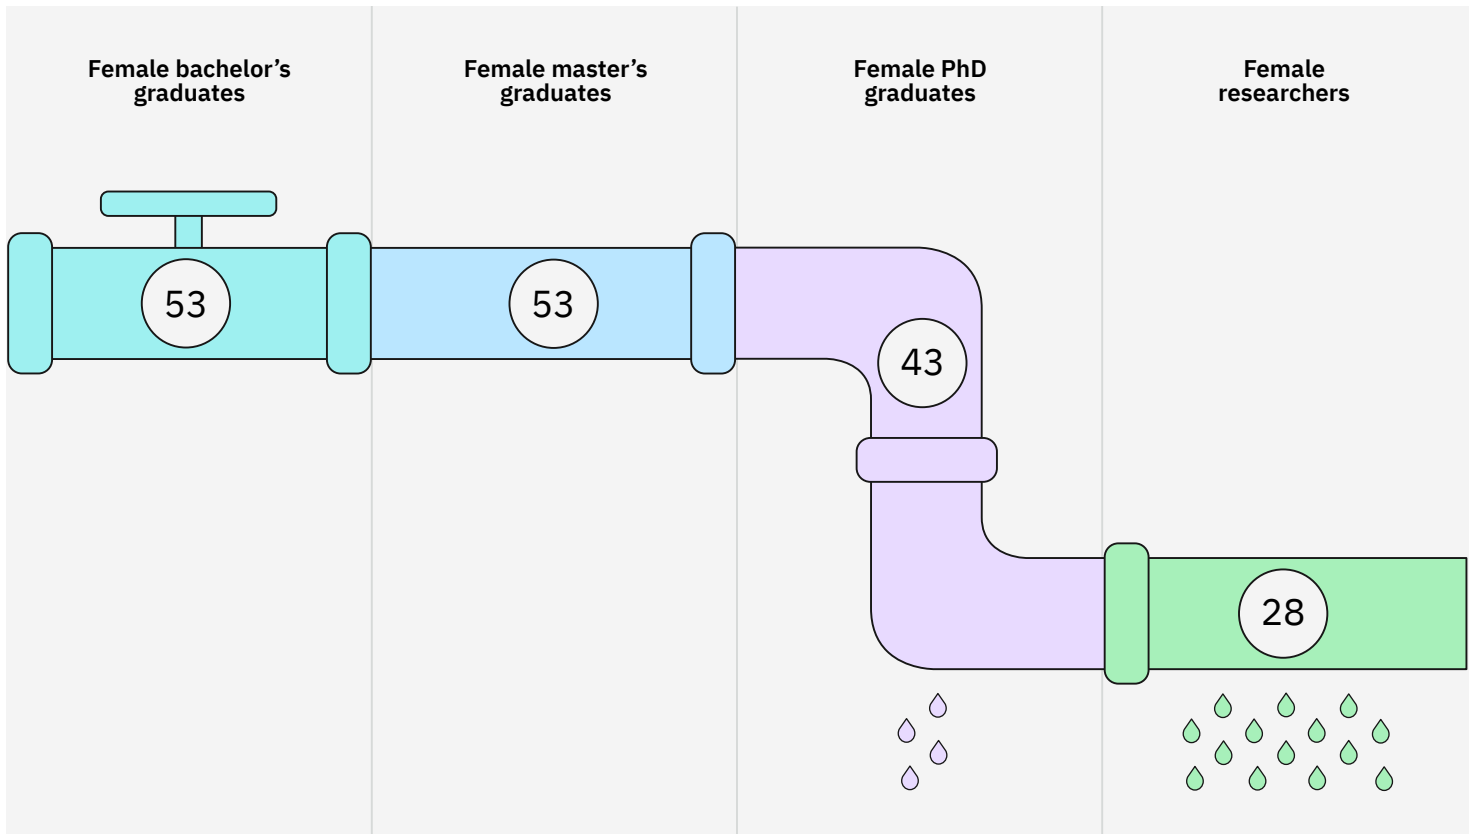 Female bachelor’s
graduates
Female master’s
graduates
Female PhD
graduates
Female
researchers
53
53
43
28